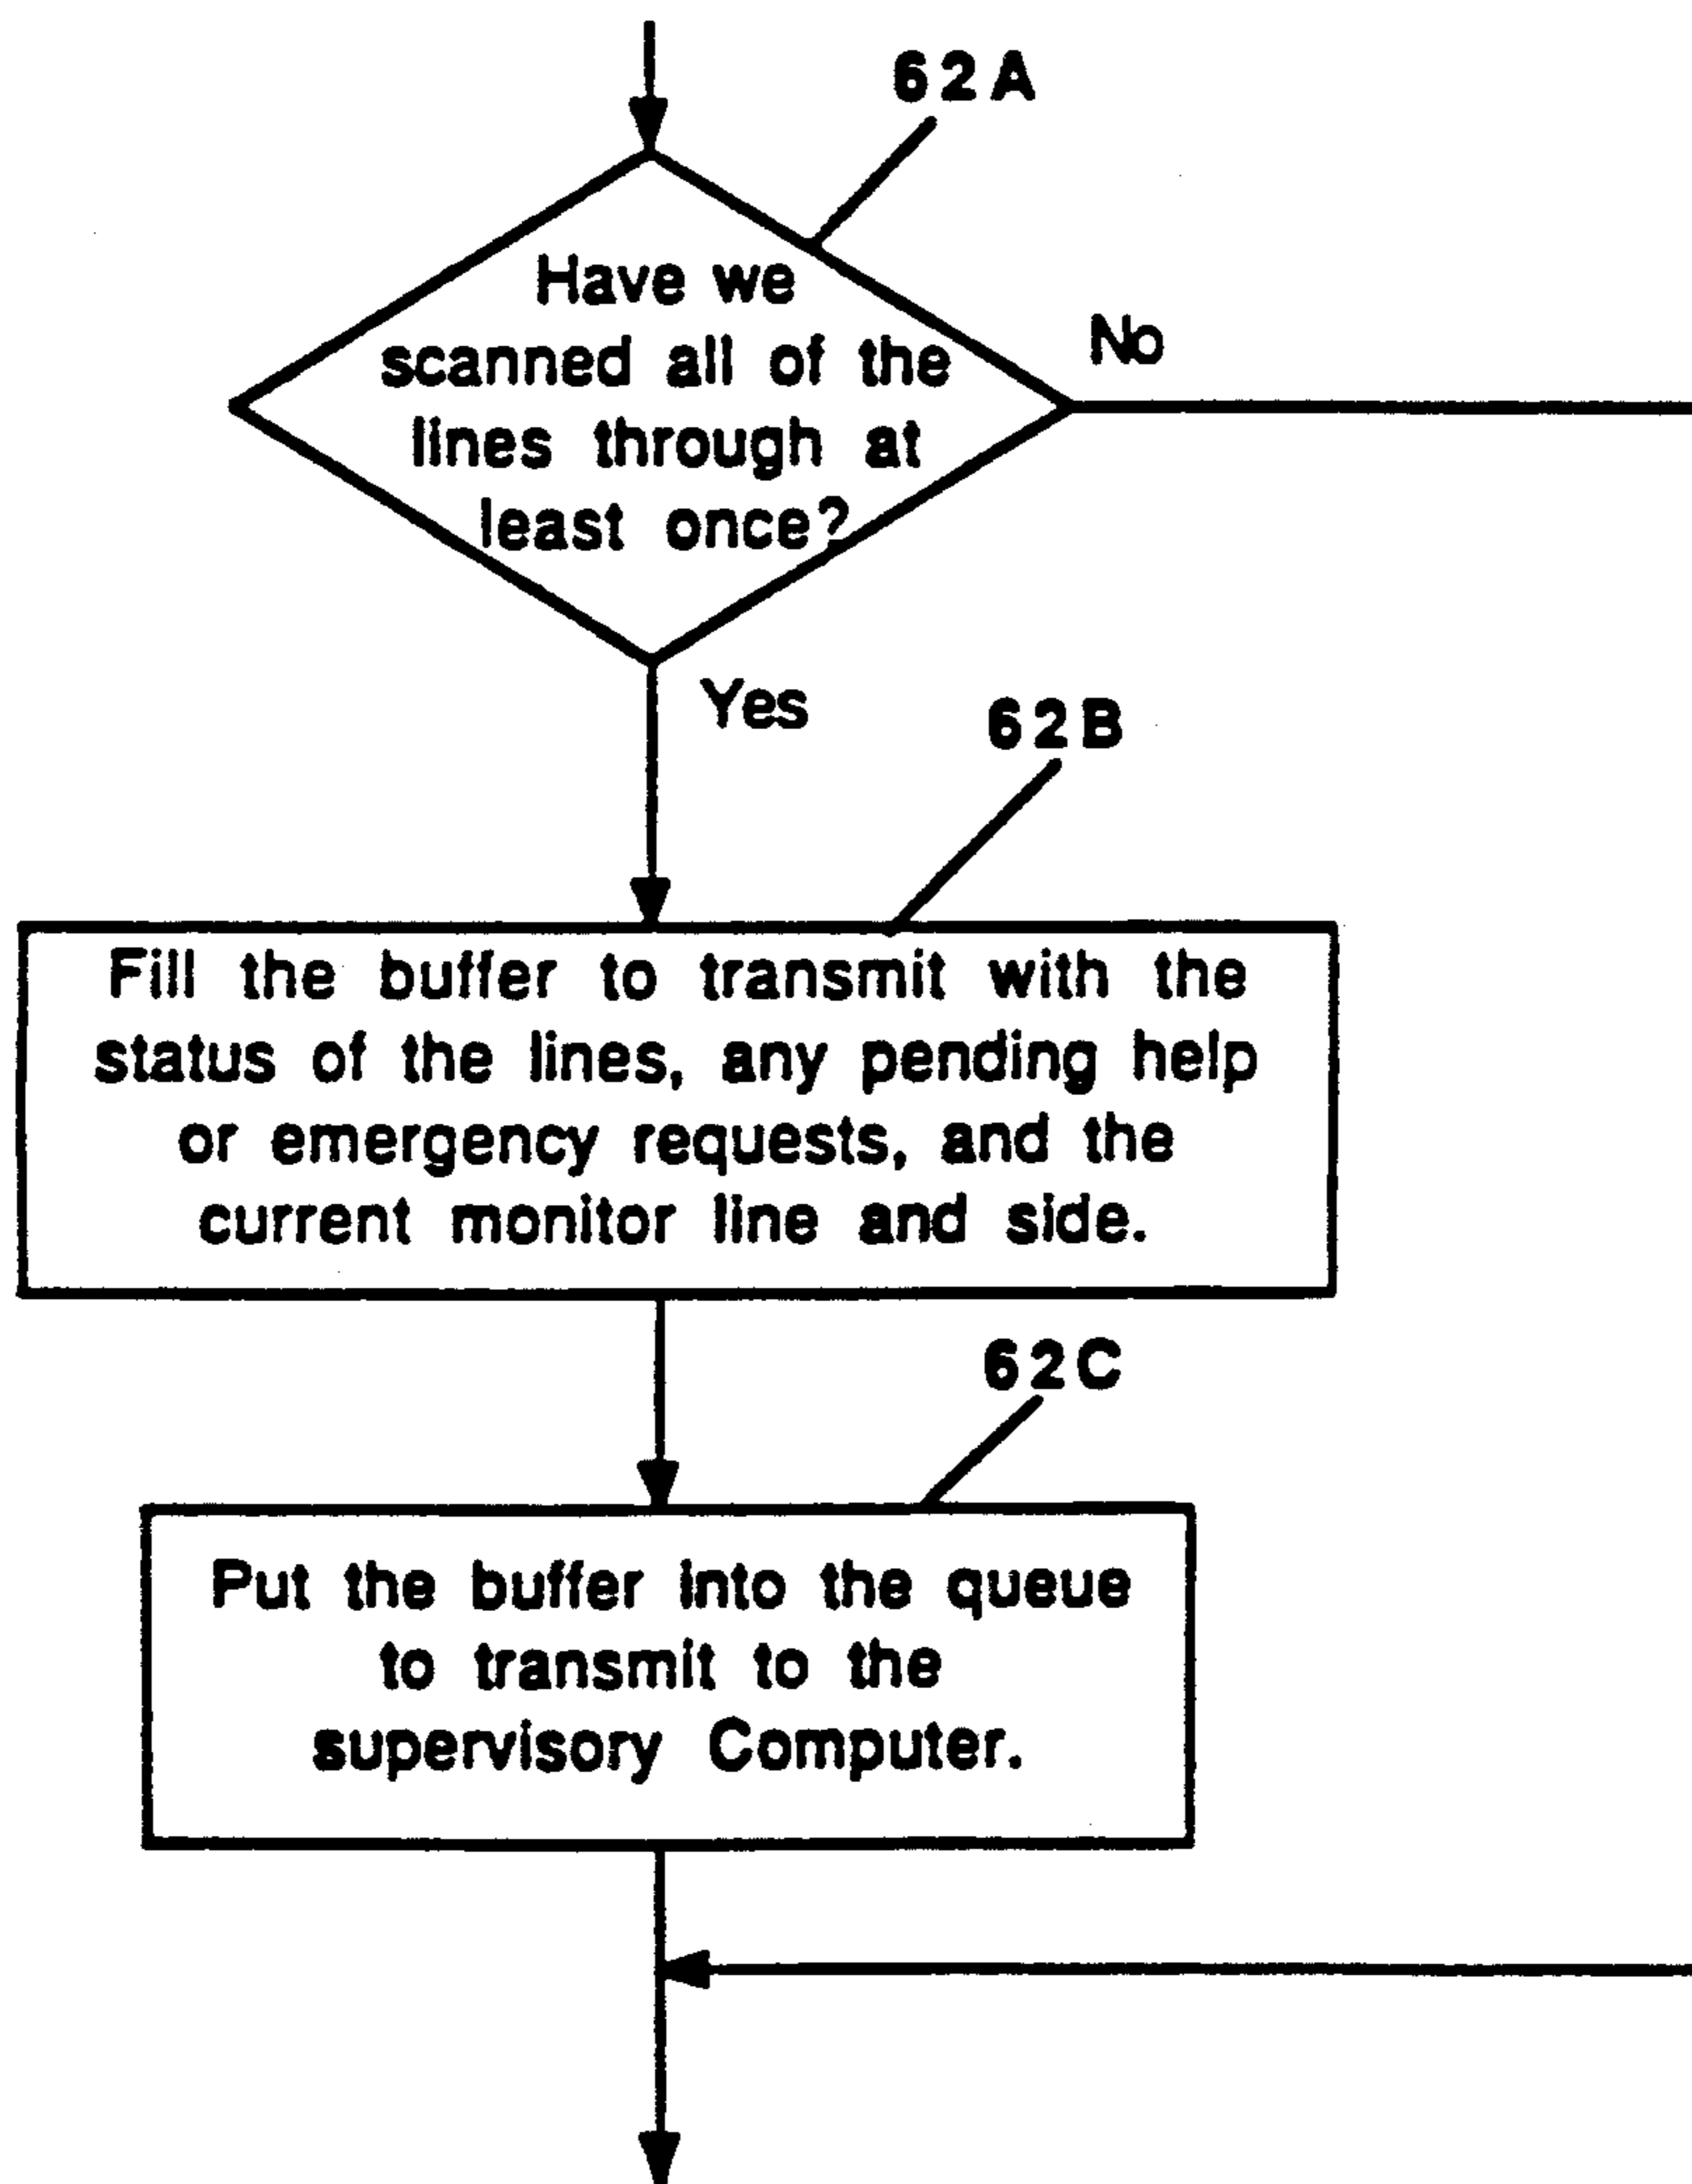 62A
Have we
scanned all of the
lines through at
least once?
No
Yes
62B
Fill the buffer to transmit with the
status of the lines, any pending help
or emergency requests, and the
current monitor line and side.
62C
Put the buffer into the queue
to transmit to the
supervisory Computer.